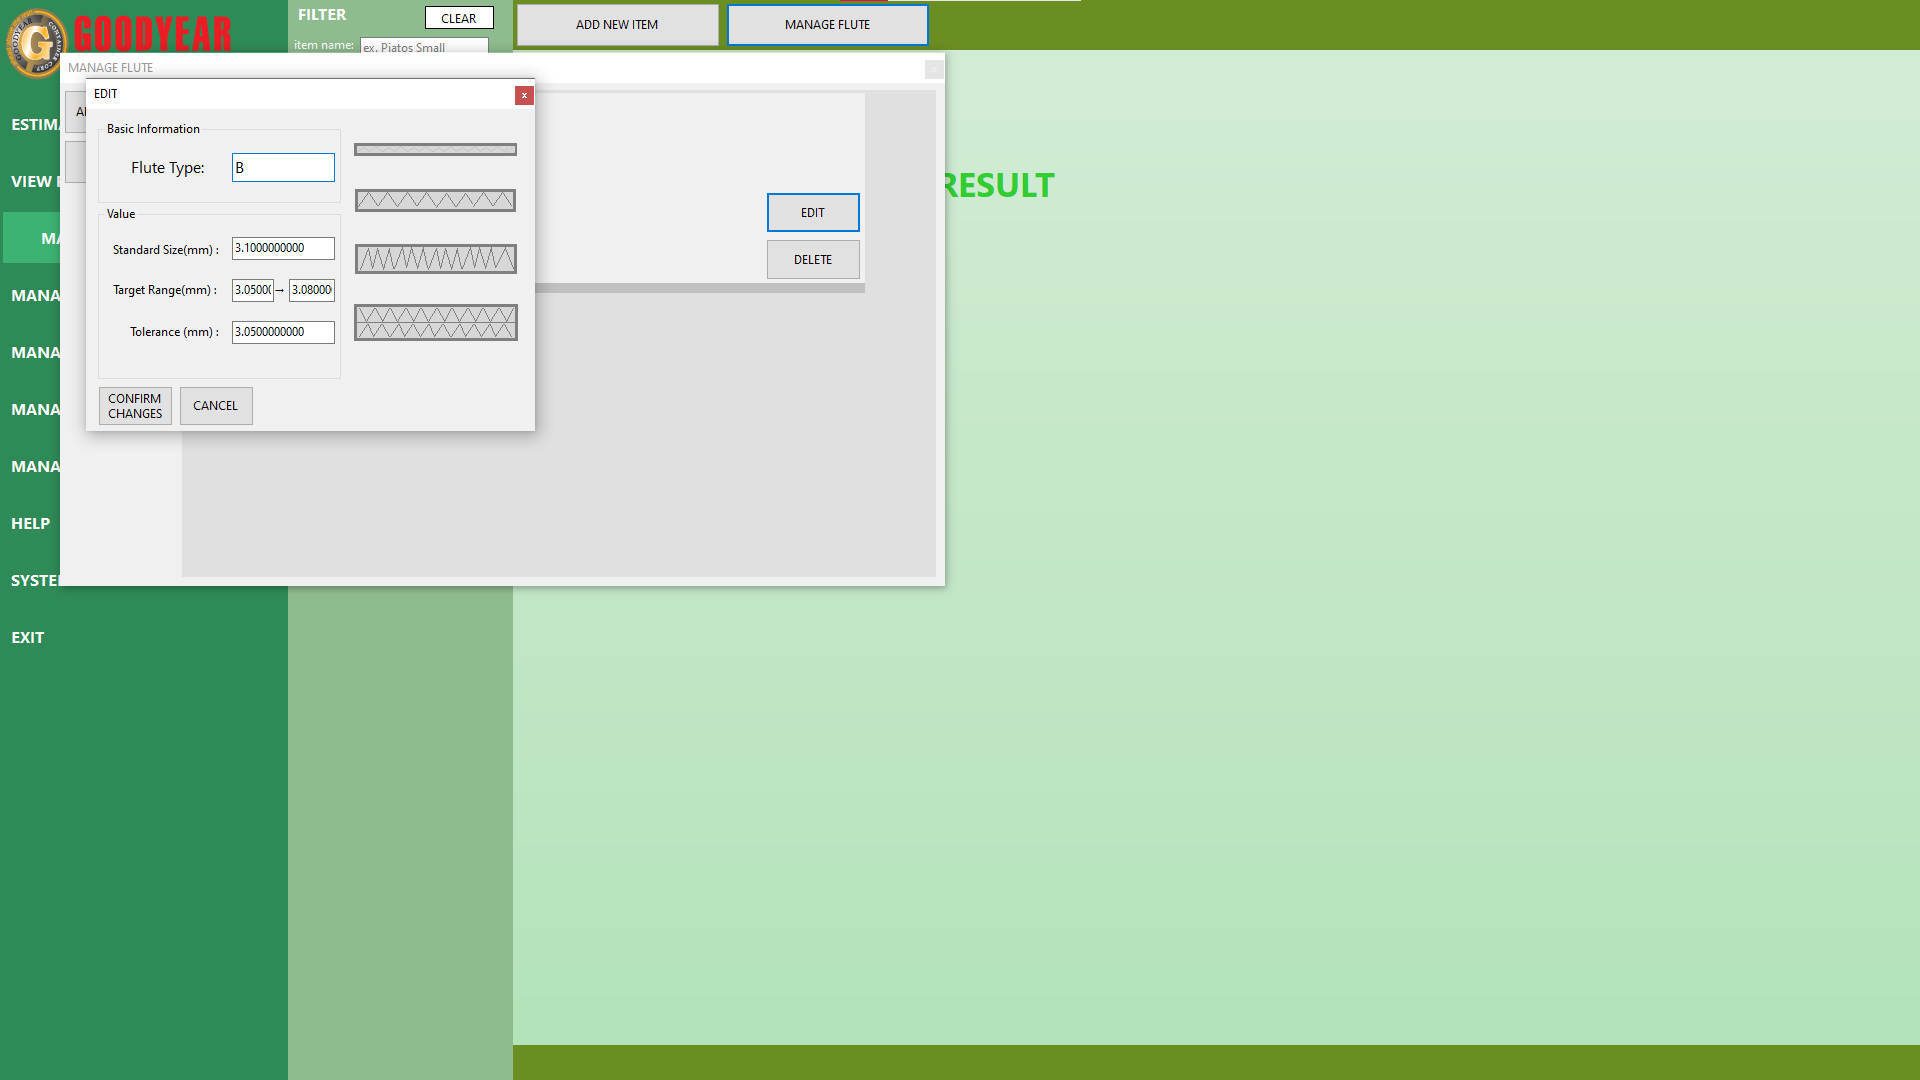 GOODYEAR
FILTER
CLEAR
item name:
ex. Piatos Small
ADD NEW ITEM
MANAGE FLUTE
MANAGE FLUTE
x
EDIT
x
Basic Information
Flute Type:
B
Value
Standard Size(mm) :
3.1000000000
Target Range(mm) :
3.0500(
→
3.08000
Tolerance (mm) :
3.0500000000
CONFIRM
CHANGES
CANCEL
EDIT
DELETE
RESULT
ESTIMA
VIEW
MA
MANA
MANA
MANA
MANA
HELP
SYSTE
EXIT